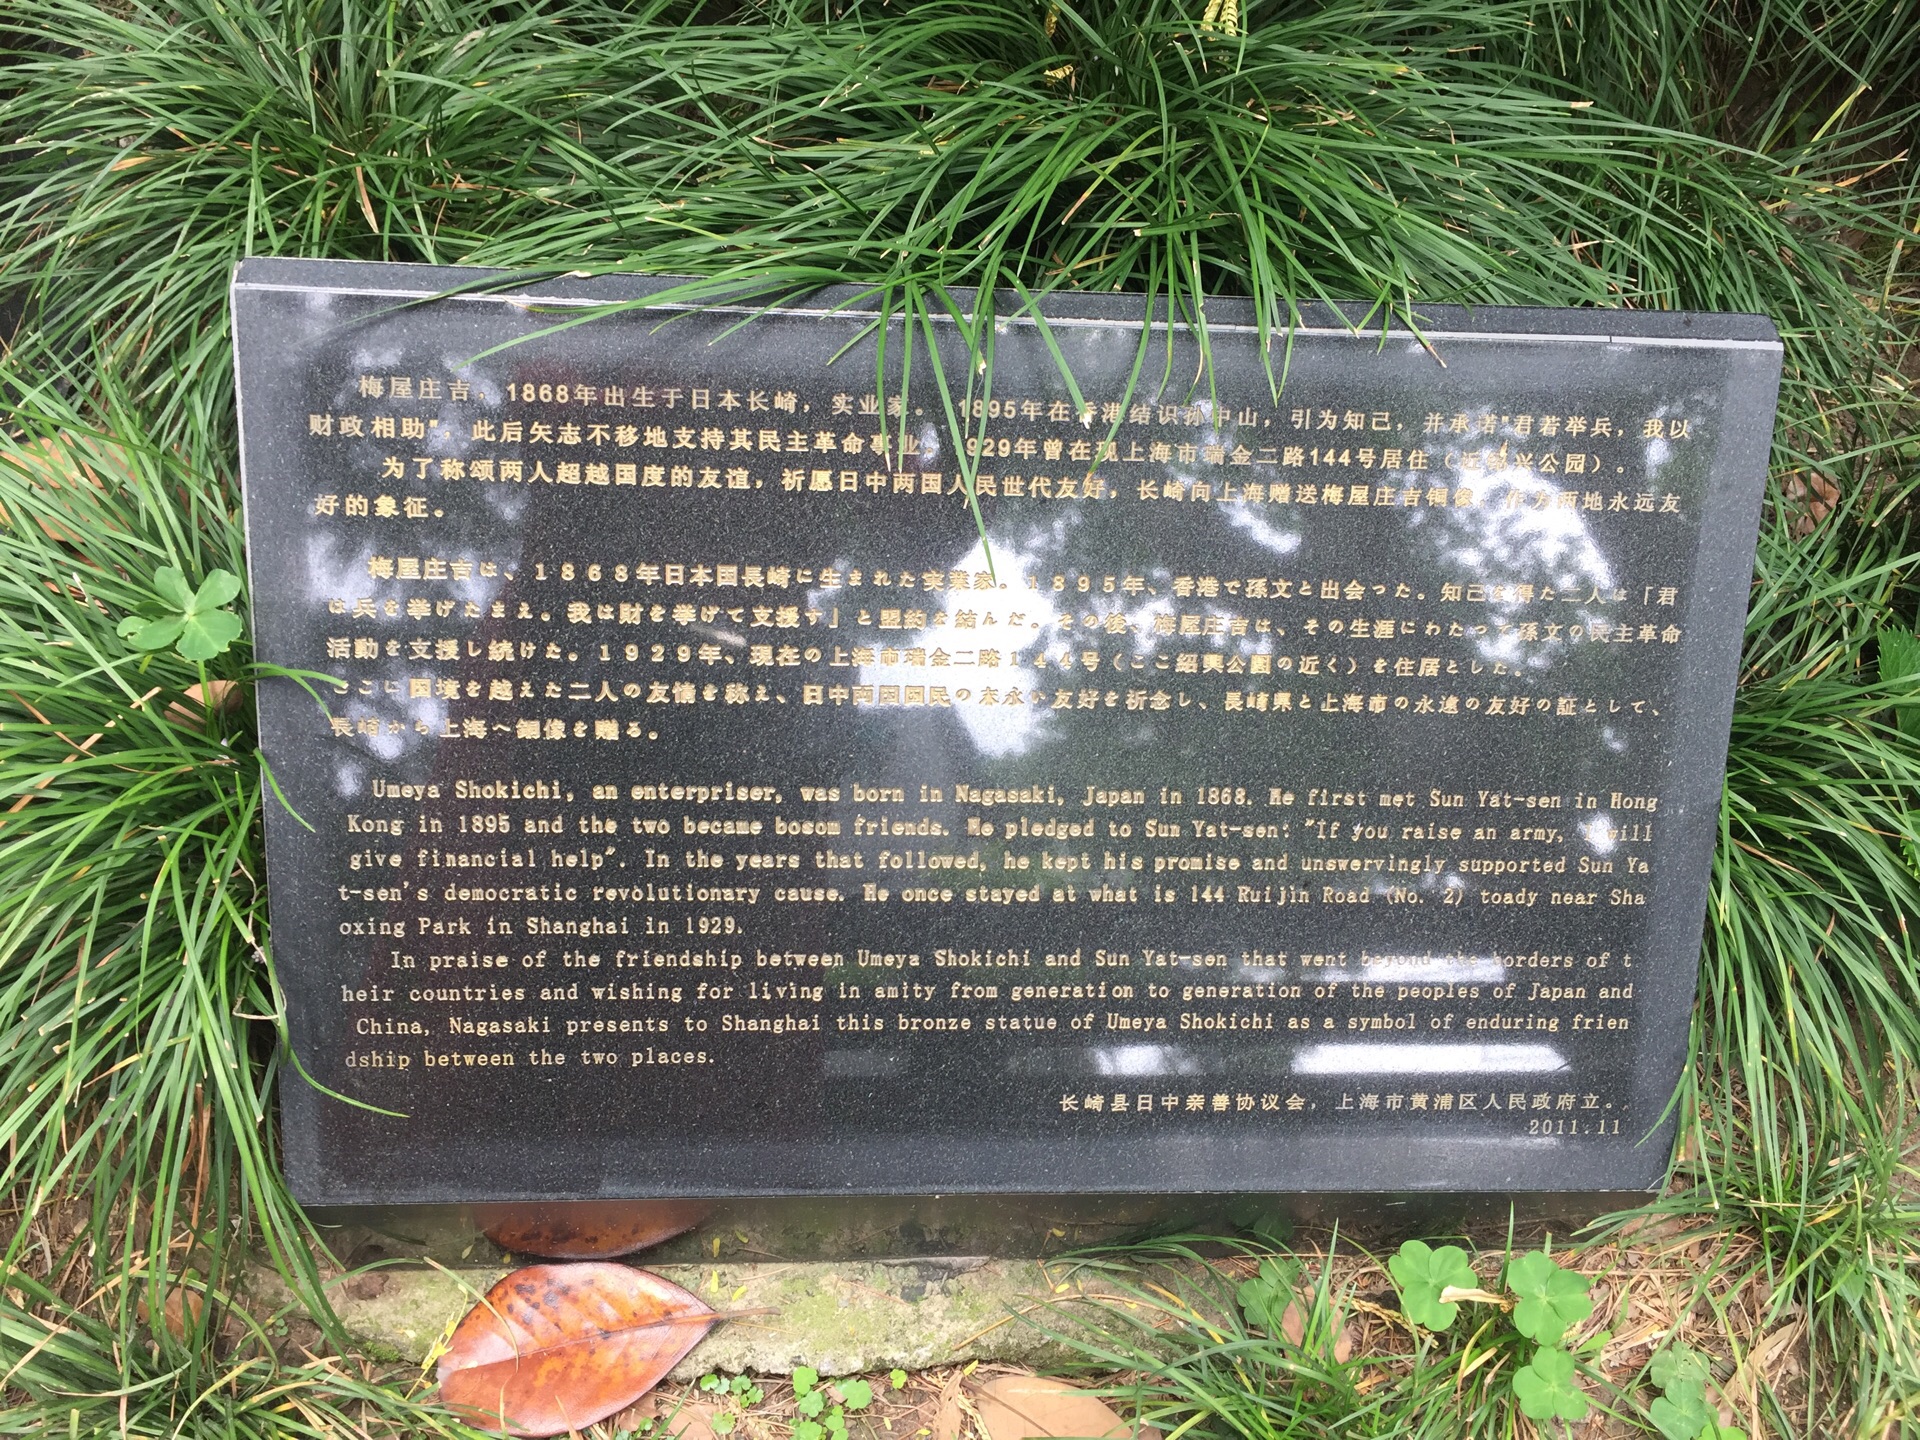 梅屋庄吉，1868年出生于日本长崎，实业家。1895年在香港结识孙中山，引为知己，并承诺"君若举兵，我以
财政相助"，此后矢志不移地支持其民主革命事业。 929年曾在现上海市瑞金二路144号居住（近绍兴公园）。
为了称颂两人超越国度的友谊，祈愿日中两国人民世代友好，长崎向上海赠送梅屋庄吉铜像，作为两地永远友
好的象征。
梅屋庄吉は、１８６８年日本国長崎に生まれた実業家。１８９５年、香港で孫文と出会った。知己を得た二人は「君
は兵を挙げたまえ。我は財を挙げて支援す」と盟約を結んだ。その後、梅屋庄吉は、その生涯にわたって孫文の民主革命
活動を支援し続けた。１９２９年、現在の上海市瑞金二路１４４号（ここ紹興公園の近く）を住居とした。
ここに国境を越えた二人の友情を称え、日中両国国民の末永い友好を祈念し、長崎県と上海市の永遠の友好の証として、
長崎から上海へ銅像を贈る。
Umeya Shokichi, an enterpriser, was born in Nagasaki, Japan in 1868. He first met Sun Yat-sen in Hong
Kong in 1895 and the two became bosom friends. He pledged to Sun Yat-sen: "If you raise an army, I will
give financial help". In the years that followed, he kept his promise and unswervingly supported Sun Ya
t-sen's democratic revolutionary cause. He once stayed at what is 144 Ruijin Road (No. 2) toady near Sha
oxing Park in Shanghai in 1929.
In praise of the friendship between Umeya Shokichi and Sun Yat-sen that went beyond the borders of t
heir countries and wishing for living in amity from generation to generation of the peoples of Japan and
China, Nagasaki presents to Shanghai this bronze statue of Umeya Shokichi as a symbol of enduring frien
dship between the two places.
长崎县日中亲善协议会，上海市黄浦区人民政府立。
2011.11